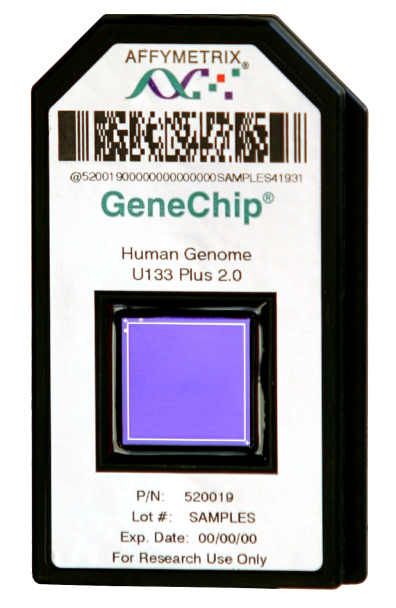 AFFYMETRIX®
@52001900000000000000SAMPLES41931
GeneChip®
Human Genome
U133 Plus 2.0
P/N: 520019
Lot #: SAMPLES
Exp. Date: 00/00/00
For Research Use Only